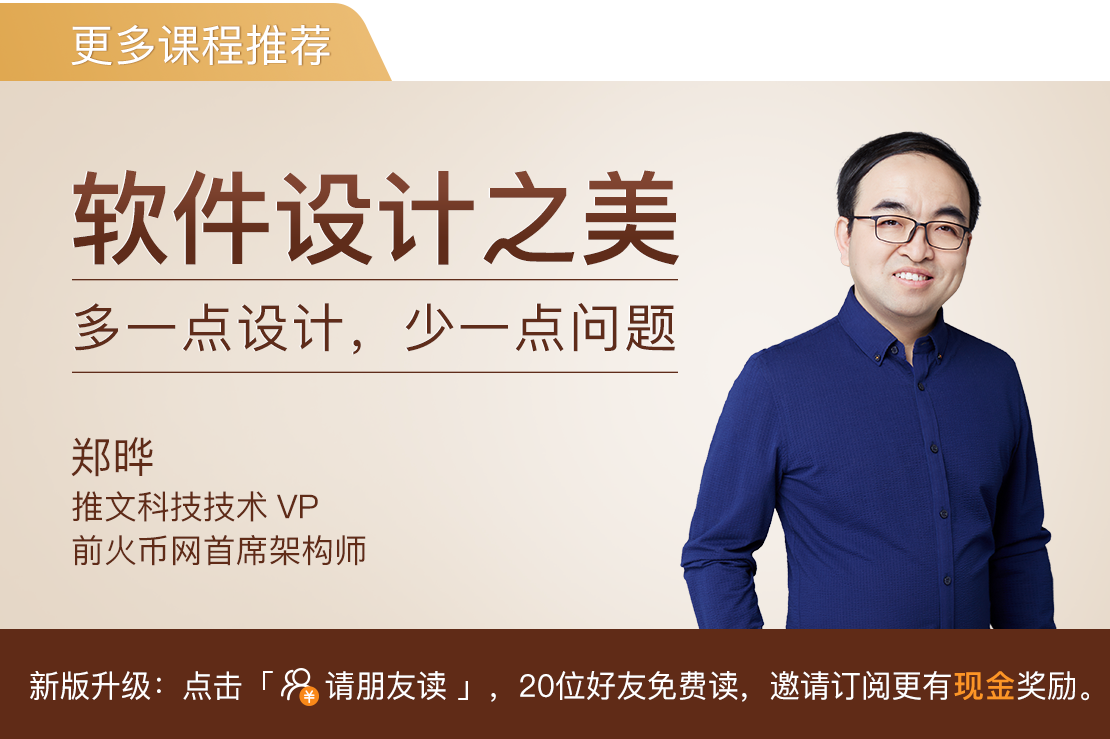 更多课程推荐
软件设计之美
多一点设计，少一点问题
郑晔
推文科技技术 VP
前火币网首席架构师
新版升级：点击「 ¥ 请朋友读 」，20位好友免费读，邀请订阅更有现金奖励。